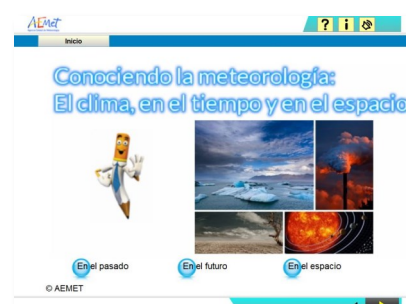 AEMet
? i
Inicio
Conociendo la meteorología:
El clima, en el tiempo y en el espacio
En el pasado
En el futuro
En el espacio
© AEMET